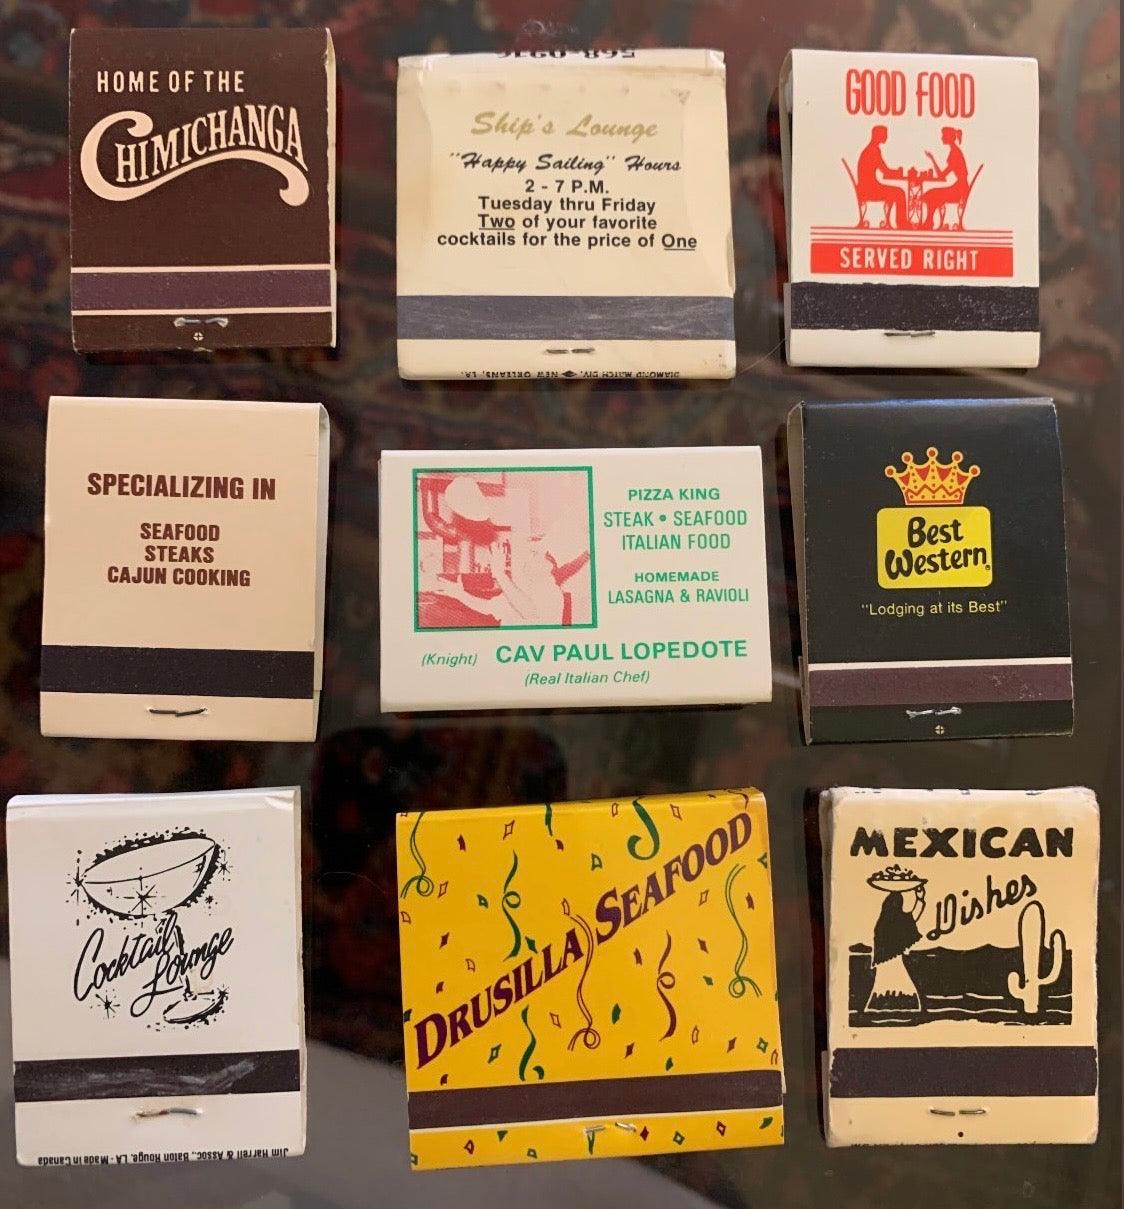 HOME OF THE
CHIMICHANGA
568-0916
Ship's Lounge
"Happy Sailing" Hours
2 - 7 P.M.
Tuesday thru Friday
Two of your favorite
cocktails for the price of One
DIAMOND MATCH DIV. NEW ORLEANS, LA.
GOOD FOOD
SERVED RIGHT
SPECIALIZING IN
SEAFOOD
STEAKS
CAJUN COOKING
PIZZA KING
STEAK • SEAFOOD
ITALIAN FOOD
HOMEMADE
LASAGNA & RAVIOLI
(Knight) CAV PAUL LOPEDOTE
(Real Italian Chef)
Best
Western®
"Lodging at its Best"
Cocktail
Lounge
Jim Harrell & Assoc., Baton Rouge, LA - Made in Canada
DRUSILLA SEAFOOD
MEXICAN
Dishes